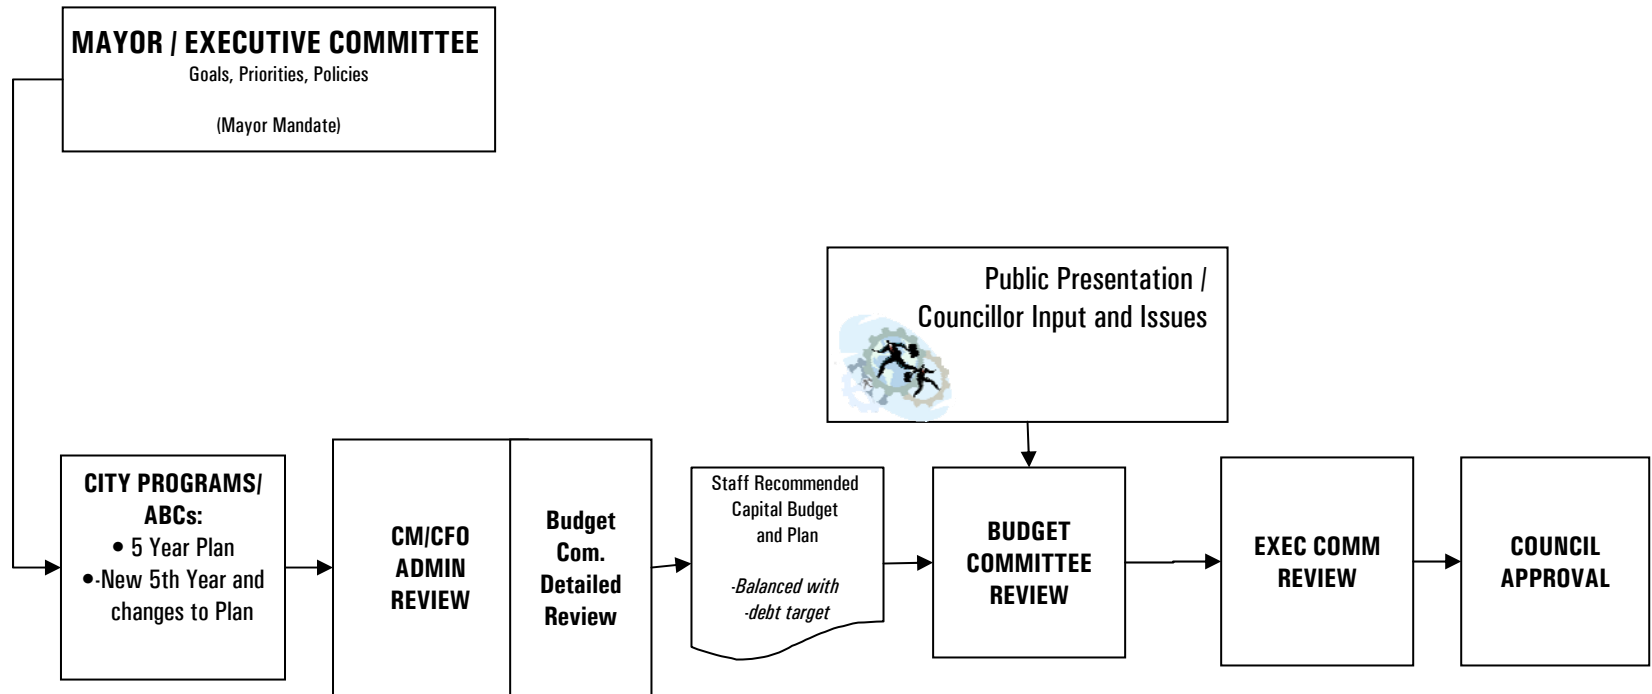 MAYOR / EXECUTIVE COMMITTEE
Goals, Priorities, Policies
(Mayor Mandate)
Public Presentation /
Councillor Input and Issues
CITY PROGRAMS/
ABCs:
• 5 Year Plan
•-New 5th Year and
changes to Plan
CM/CFO
ADMIN
REVIEW
Budget
Com.
Detailed
Review
Staff Recommended
Capital Budget
and Plan
-Balanced with
-debt target
BUDGET
COMMITTEE
REVIEW
EXEC COMM
REVIEW
COUNCIL
APPROVAL